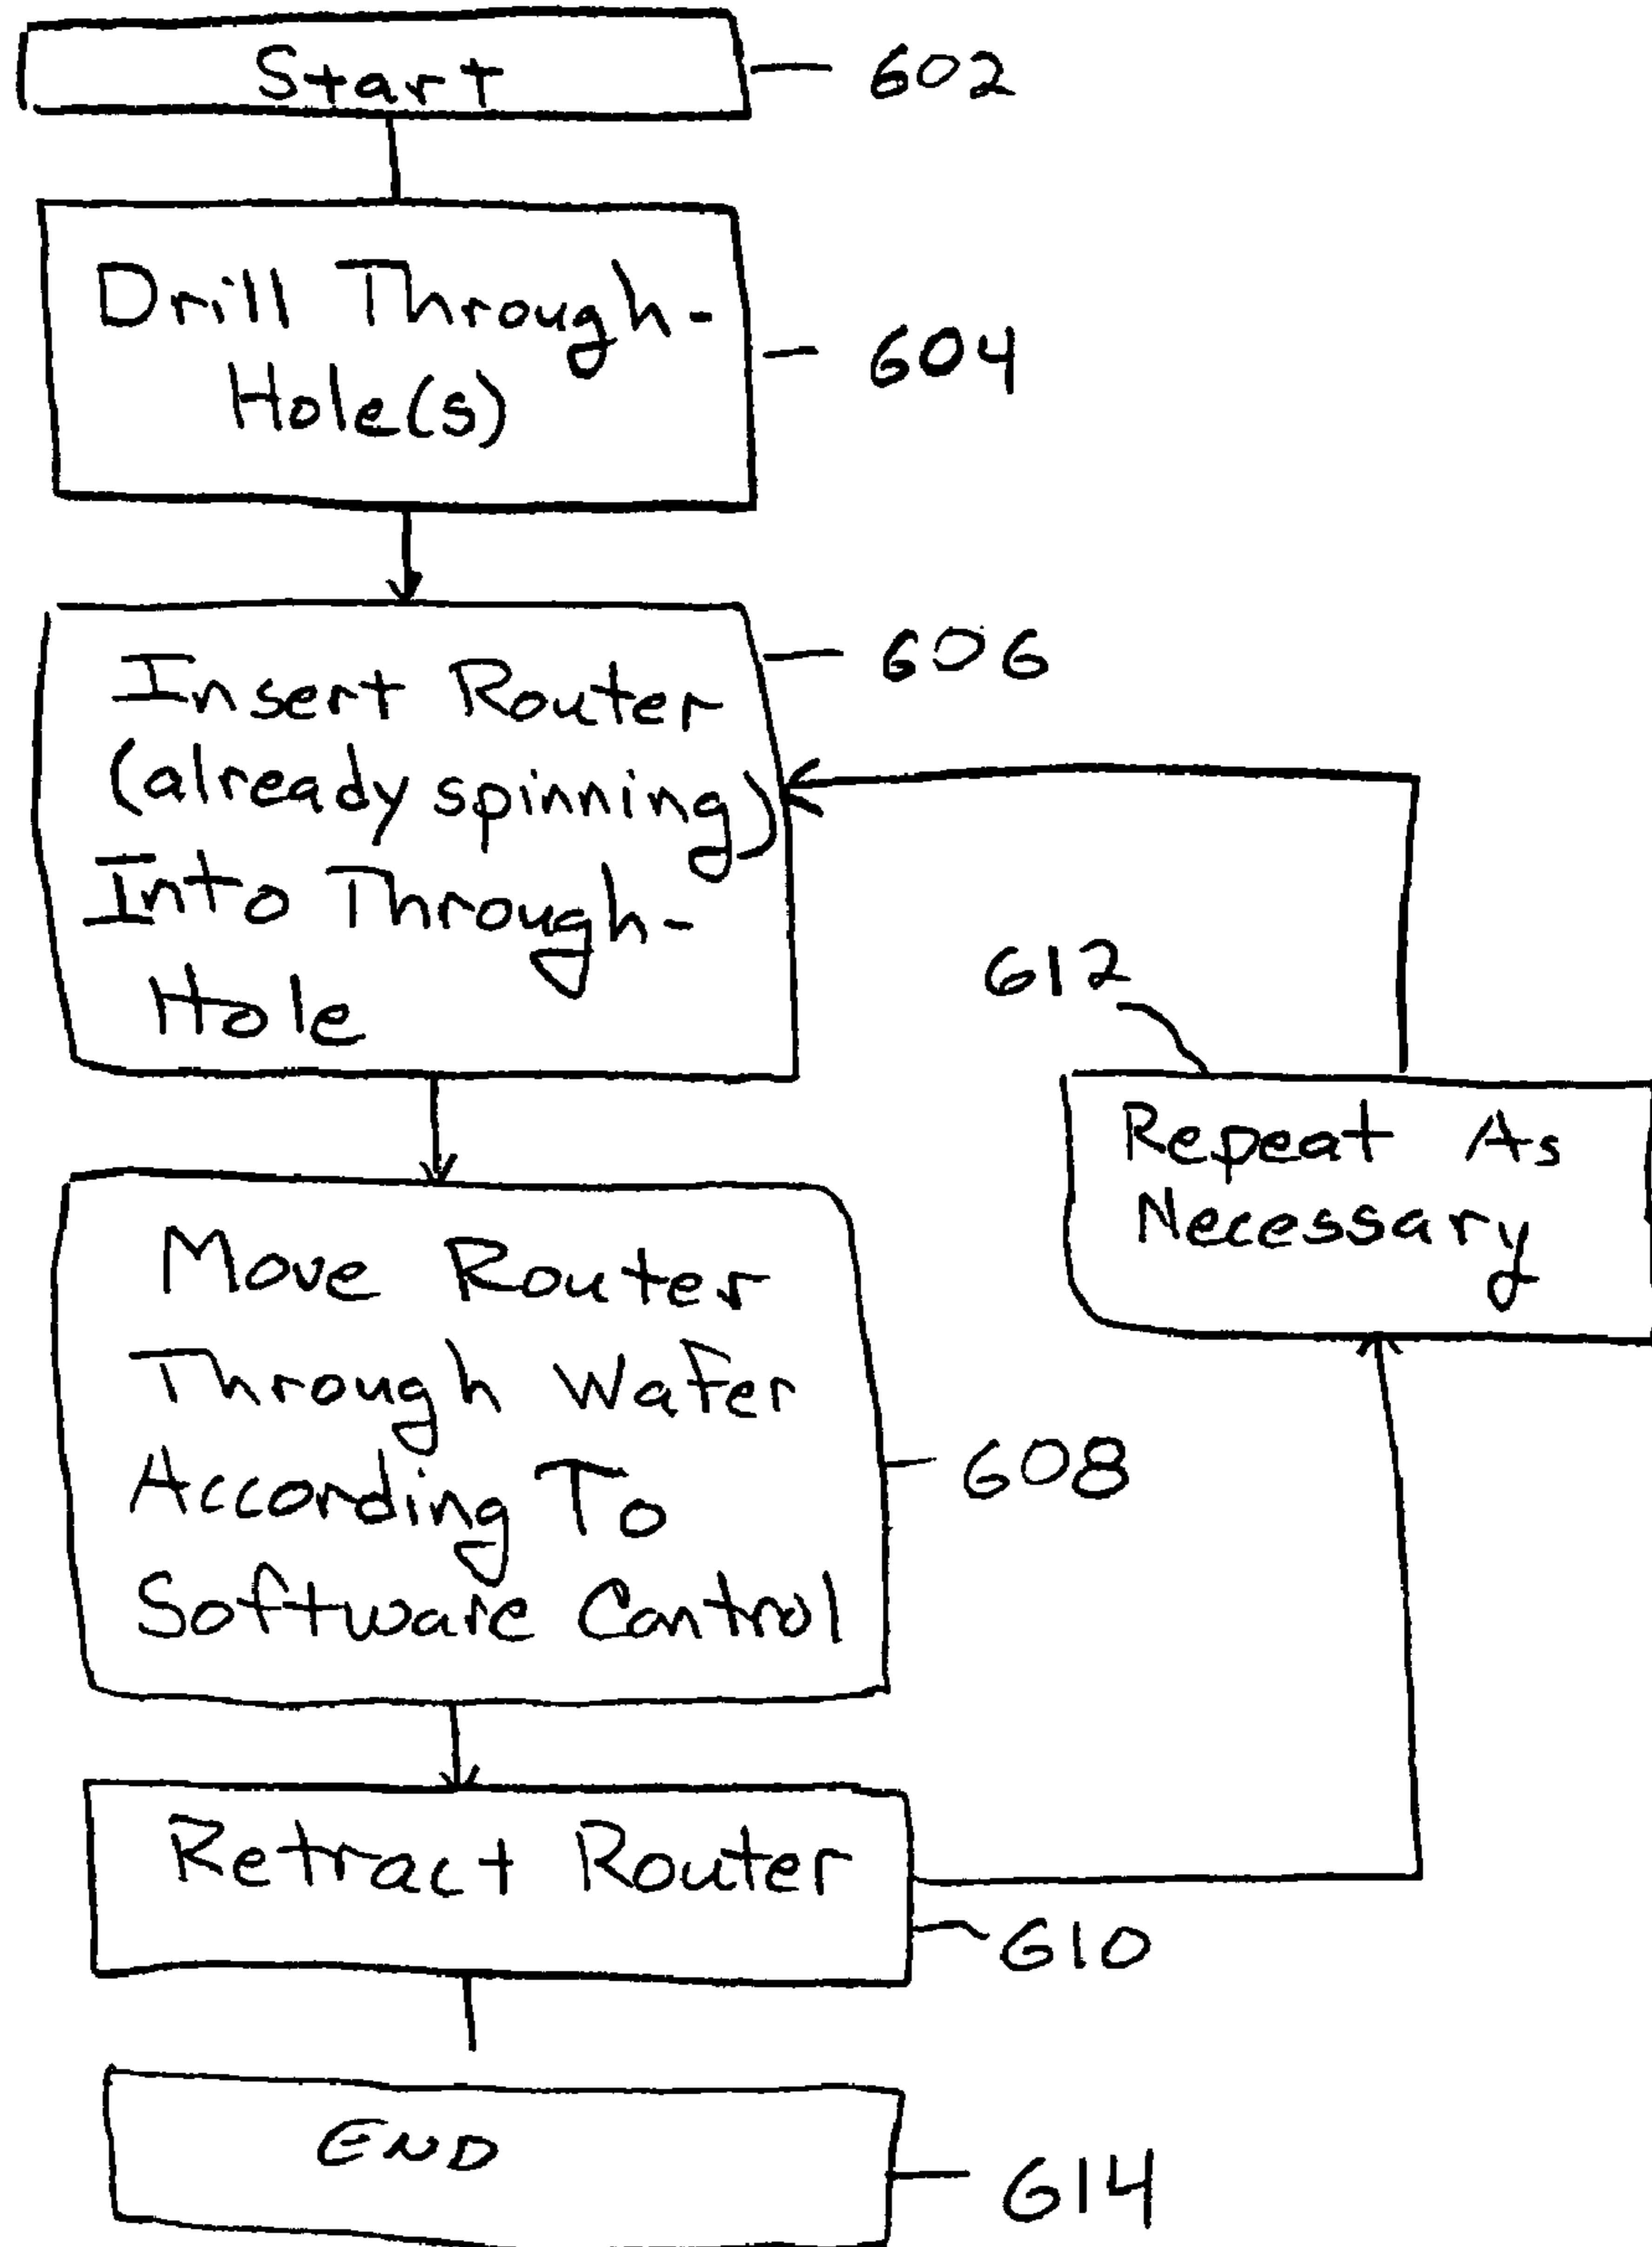 Start
602
Drill Through-
Hole(s)
604
Insert Router
(already spinning)
Into Through-
Hole
606
Move Router
Through Wafer
According To
Software Control
608
Retract Router
610
612
Repeat As
Necessary
END
614